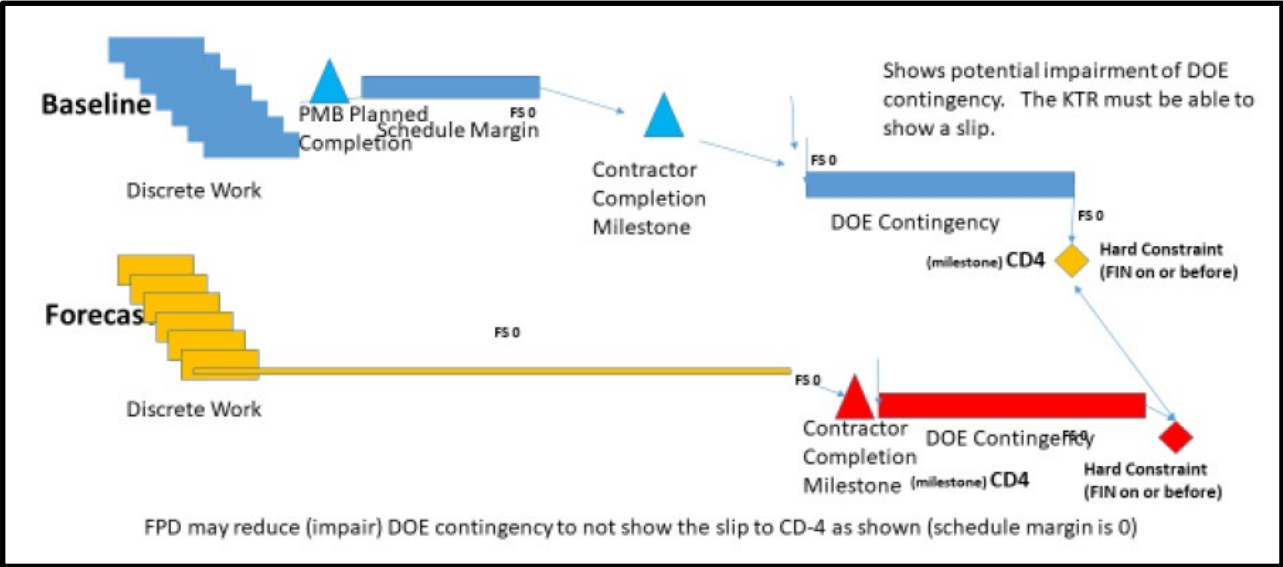 Shows potential impairment of DOE
contingency. The KTR must be able to
show a slip.
Baseline
PMB Planned
Completion
FS 0
Schedule Margin
Discrete Work
Contractor
Completion
Milestone
FS 0
DOE Contingency
FS 0
(milestone) CD4
Hard Constraint
(FIN on or before)
Forecas
FS 0
Discrete Work
FS 0
Contractor
Completion
Milestone
DOE Contingency
FS 0
(milestone) CD4
Hard Constraint
(FIN on or before)
FPD may reduce (impair) DOE contingency to not show the slip to CD-4 as shown (schedule margin is 0)